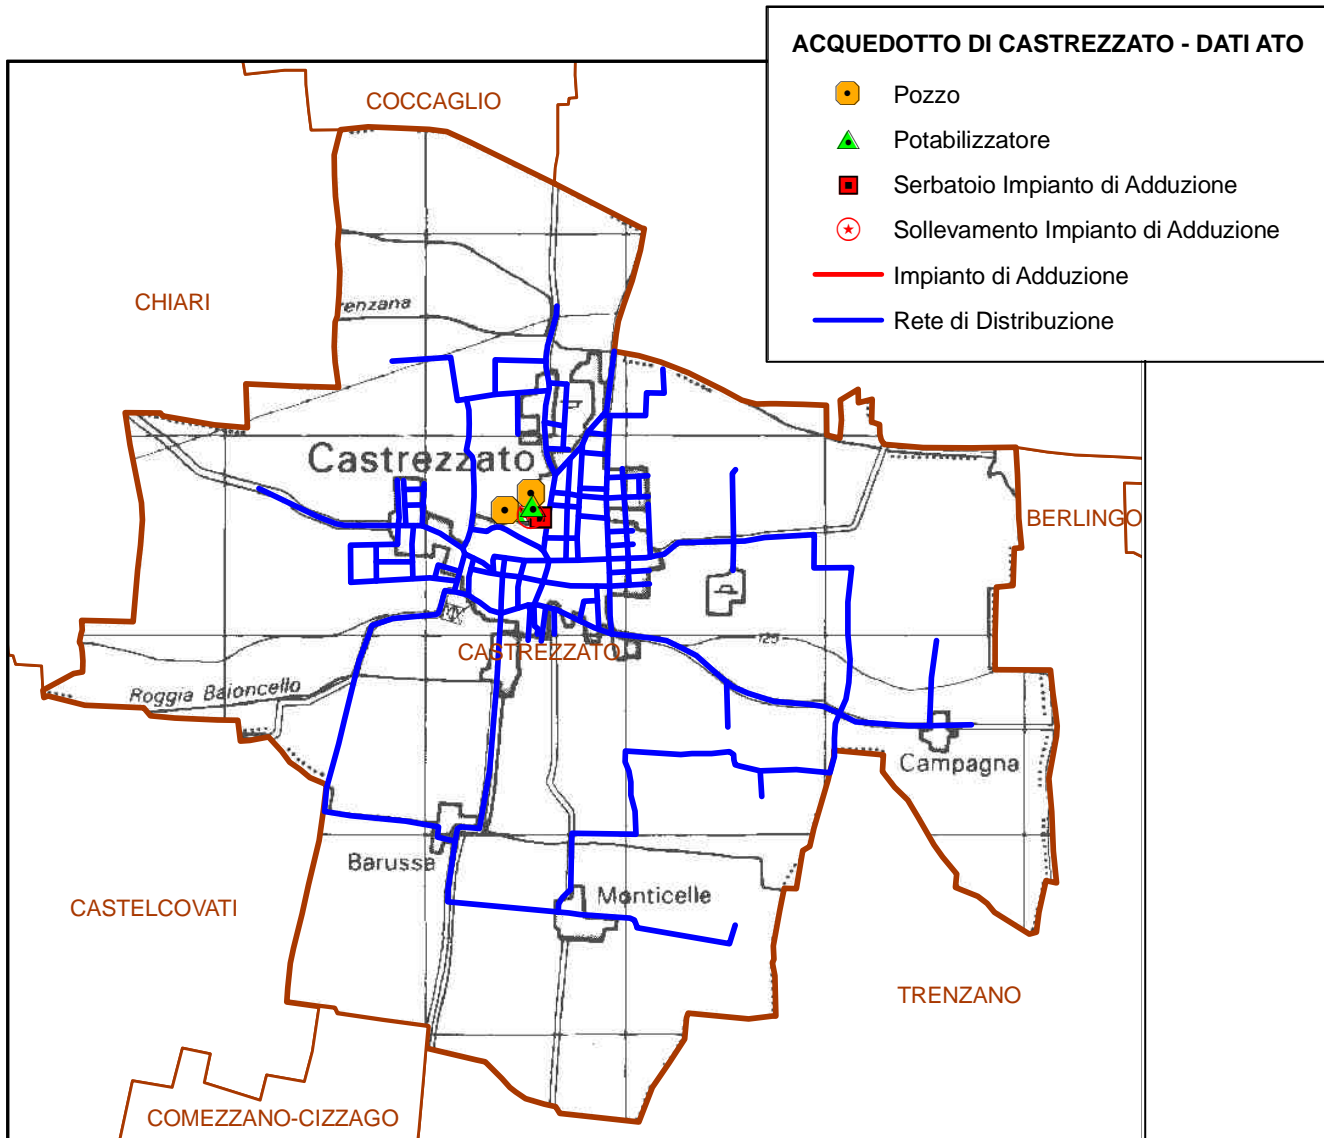 ACQUEDOTTO DI CASTREZZATO - DATI ATO
Pozzo
Potabilizzatore
Serbatoio Impianto di Adduzione
Sollevamento Impianto di Adduzione
Impianto di Adduzione
Rete di Distribuzione
COCCAGLIO
CHIARI
renzana
Castrezzato
BERLINGO
125
CASTREZZATO
Roggia Baioncello
Campagna
Barussa
Monticelle
CASTELCOVATI
TRENZANO
COMEZZANO-CIZZAGO